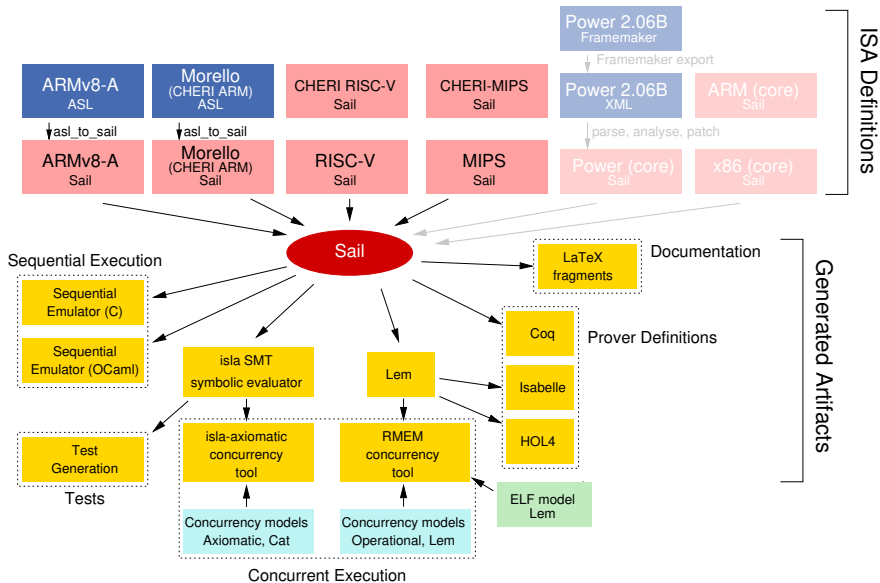 Power 2.06B
Framemaker
Framemaker export
ARMv8-A
ASL
Morello
(CHERI ARM)
ASL
CHERI RISC-V
Sail
CHERI-MIPS
Sail
Power 2.06B
XML
ARM (core)
Sail
asl_to_sail
asl_to_sail
parse, analyse, patch
ARMv8-A
Sail
Morello
(CHERI ARM)
Sail
RISC-V
Sail
MIPS
Sail
Power (core)
Sail
x86 (core)
Sail
ISA Definitions
Sail
Sequential Execution
Sequential
Emulator (C)
Sequential
Emulator (OCaml)
Documentation
LaTeX
fragments
Coq
Prover Definitions
Isabelle
HOL4
isla SMT
symbolic evaluator
Lem
Test
Generation
Tests
isla-axiomatic
concurrency
tool
RMEM
concurrency
tool
ELF model
Lem
Concurrency models
Axiomatic, Cat
Concurrency models
Operational, Lem
Concurrent Execution
Generated Artifacts